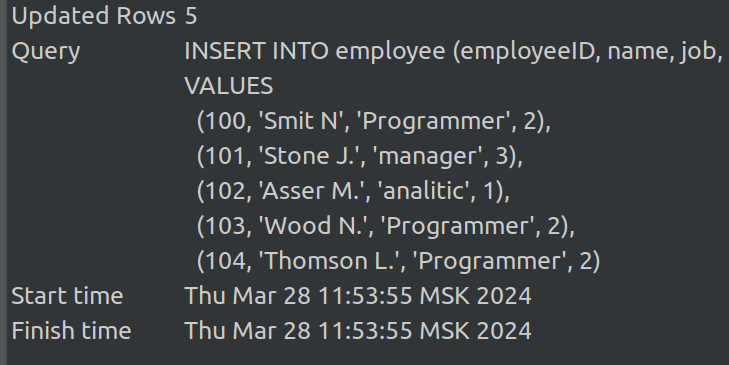 Updated Rows 5
Query INSERT INTO employee (employeeID, name, job,
VALUES
(100, 'Smit N', 'Programmer', 2),
(101, 'Stone J.', 'manager', 3),
(102, 'Asser M.', 'analitic', 1),
(103, 'Wood N.', 'Programmer', 2),
(104, 'Thomson L.', 'Programmer', 2)
Start time Thu Mar 28 11:53:55 MSK 2024
Finish time Thu Mar 28 11:53:55 MSK 2024